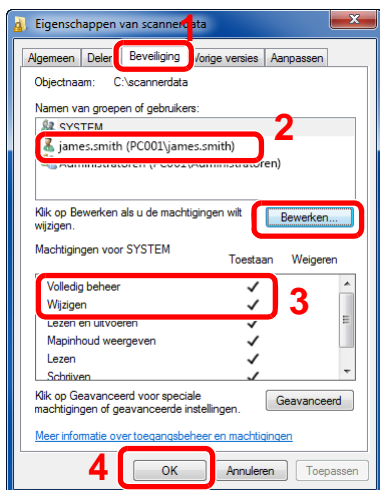 Eigenschappen van scannerdata
1
Algemeen Delen Beveiliging Vorige versies Aanpassen
Objectnaam: C:\scannerdata
Namen van groepen of gebruikers:
SYSTEM
2
james.smith (PC001\james.smith)
Administratoren (PC001\Administratoren)
Klik op Bewerken als u de machtigingen wilt
wijzigen.
Bewerken...
Machtigingen voor SYSTEM
Toestaan Weigeren
Volledig beheer
Wijzigen
3
Lezen en uitvoeren
Mapinhoud weergeven
Lezen
Schrijven
Klik op Geavanceerd voor speciale
machtigingen of geavanceerde instellingen.
Geavanceerd
Meer informatie over toegangsbeheer en machtigingen
4
OK Annuleren Toepassen